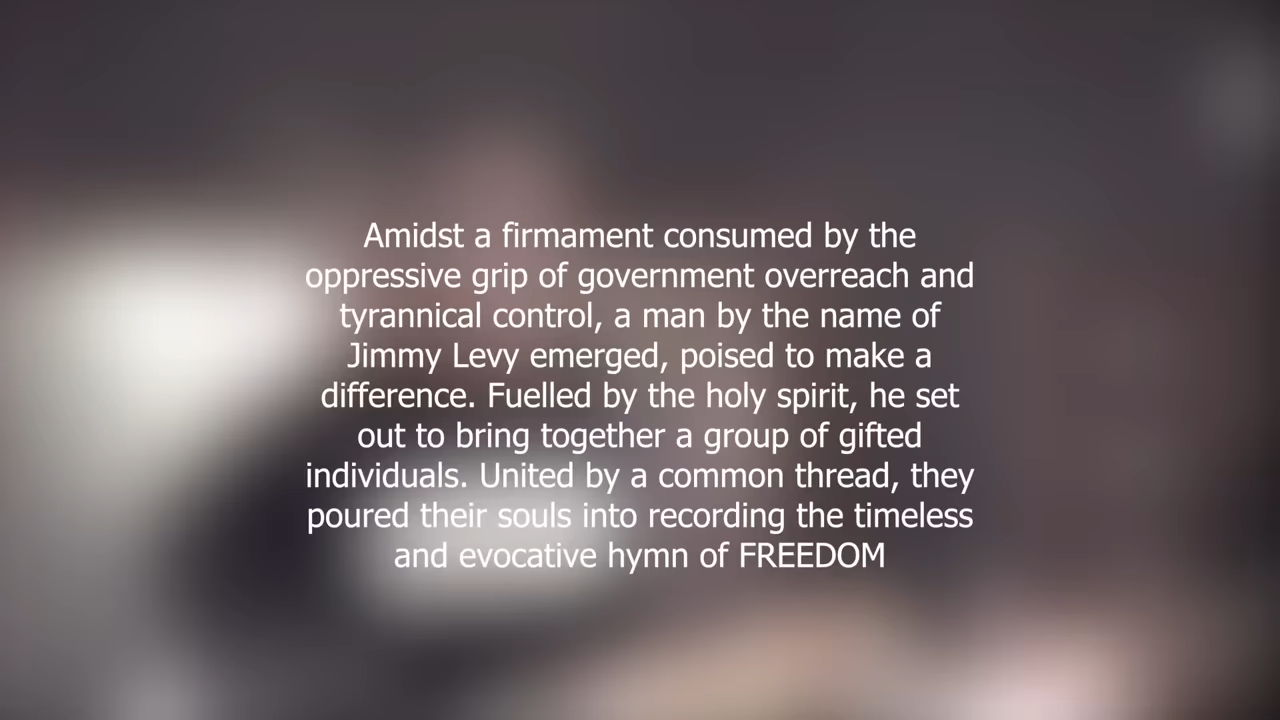 Amidst a firmament consumed by the
oppressive grip of government overreach and
tyrannical control, a man by the name of
Jimmy Levy emerged, poised to make a
difference. Fuelled by the holy spirit, he set
out to bring together a group of gifted
individuals. United by a common thread, they
poured their souls into recording the timeless
and evocative hymn of FREEDOM